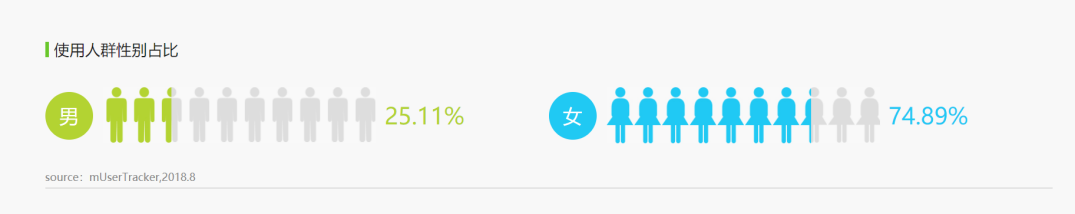 使用人群性别占比
男 25.11% 女 74.89%
source：mUserTracker,2018.8